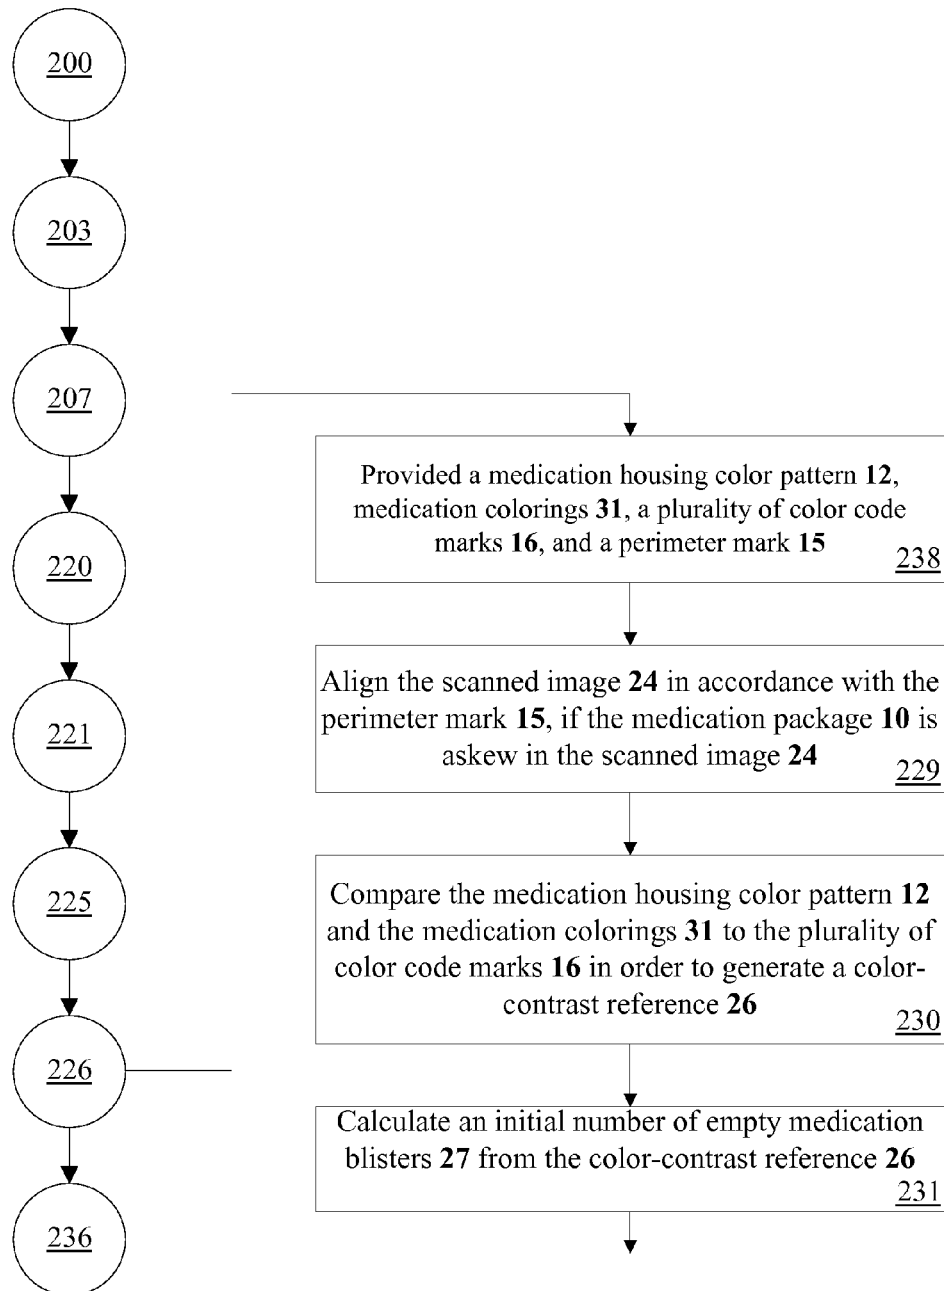 200
203
207
220
221
225
226
236
Provided a medication housing color pattern 12,
medication colorings 31, a plurality of color code
marks 16, and a perimeter mark 15
238
Align the scanned image 24 in accordance with the
perimeter mark 15, if the medication package 10 is
askew in the scanned image 24
229
Compare the medication housing color pattern 12
and the medication colorings 31 to the plurality of
color code marks 16 in order to generate a color-
contrast reference 26
230
Calculate an initial number of empty medication
blisters 27 from the color-contrast reference 26
231